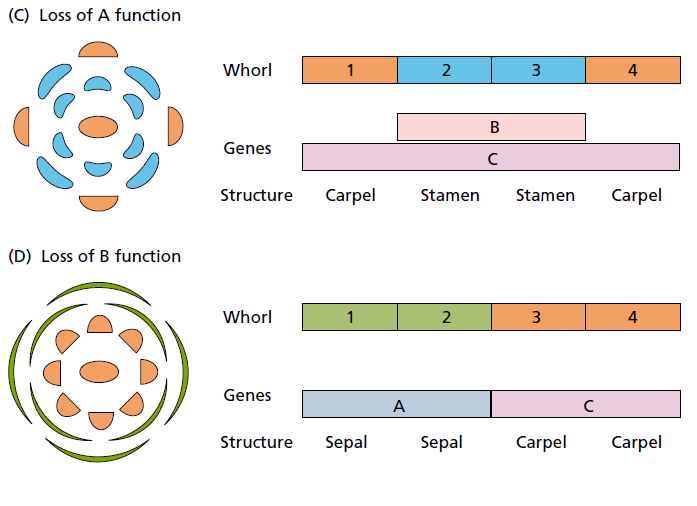 (C) Loss of A function
Whorl 1 2 3 4
B
Genes
C
Structure Carpel Stamen Stamen Carpel
(D) Loss of B function
Whorl 1 2 3 4
Genes
A C
Structure Sepal Sepal Carpel Carpel